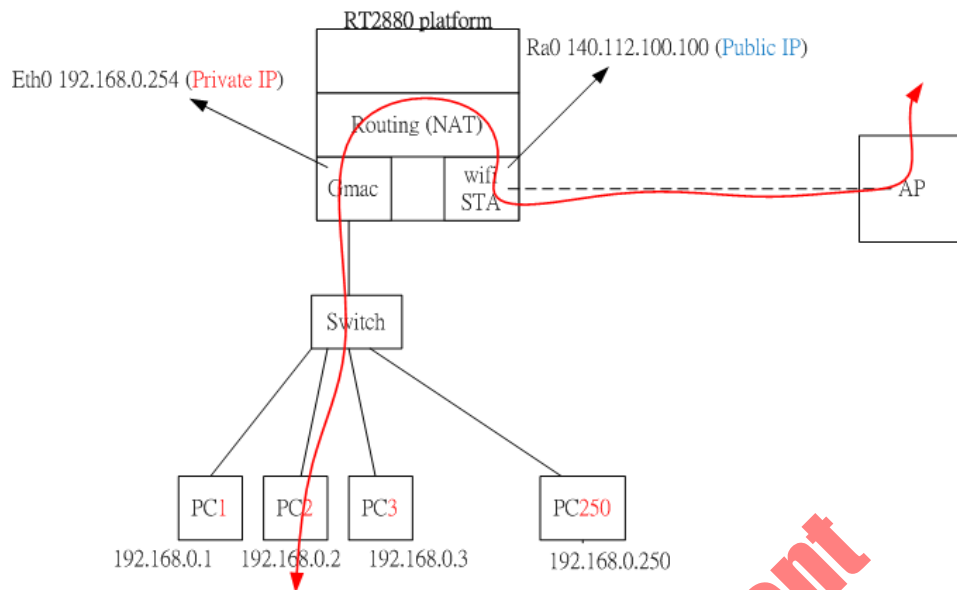 RT2880 platform
Ra0 140.112.100.100 (Public IP)
Eth0 192.168.0.254 (Private IP)
Routing (NAT)
Gmac
wifi
STA
AP
Switch
PC1
PC2
PC3
PC250
192.168.0.1
192.168.0.2
192.168.0.3
192.168.0.250